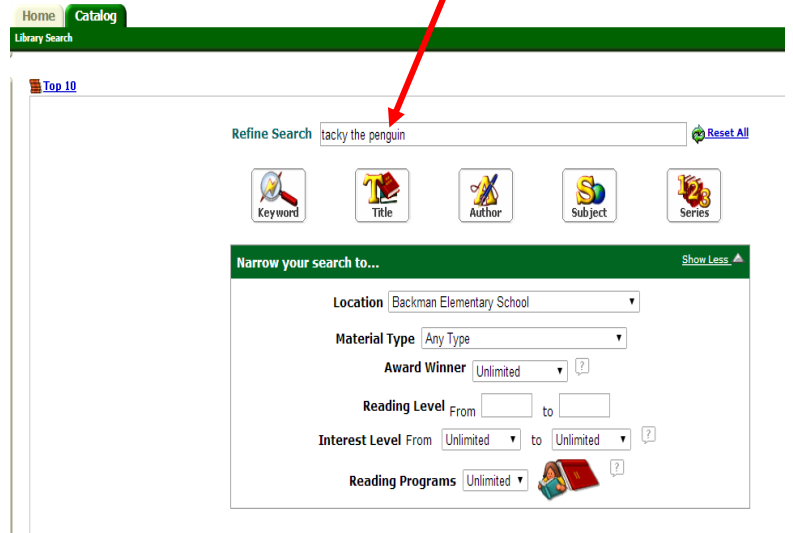 Home Catalog
Library Search
Top 10
Refine Search tacky the penguin Reset All
Keyword Title Author Subject Series
Narrow your search to... Show Less
Location Backman Elementary School
Material Type Any Type
Award Winner Unlimited ?
Reading Level From to
Interest Level From Unlimited to Unlimited ?
Reading Programs Unlimited ?